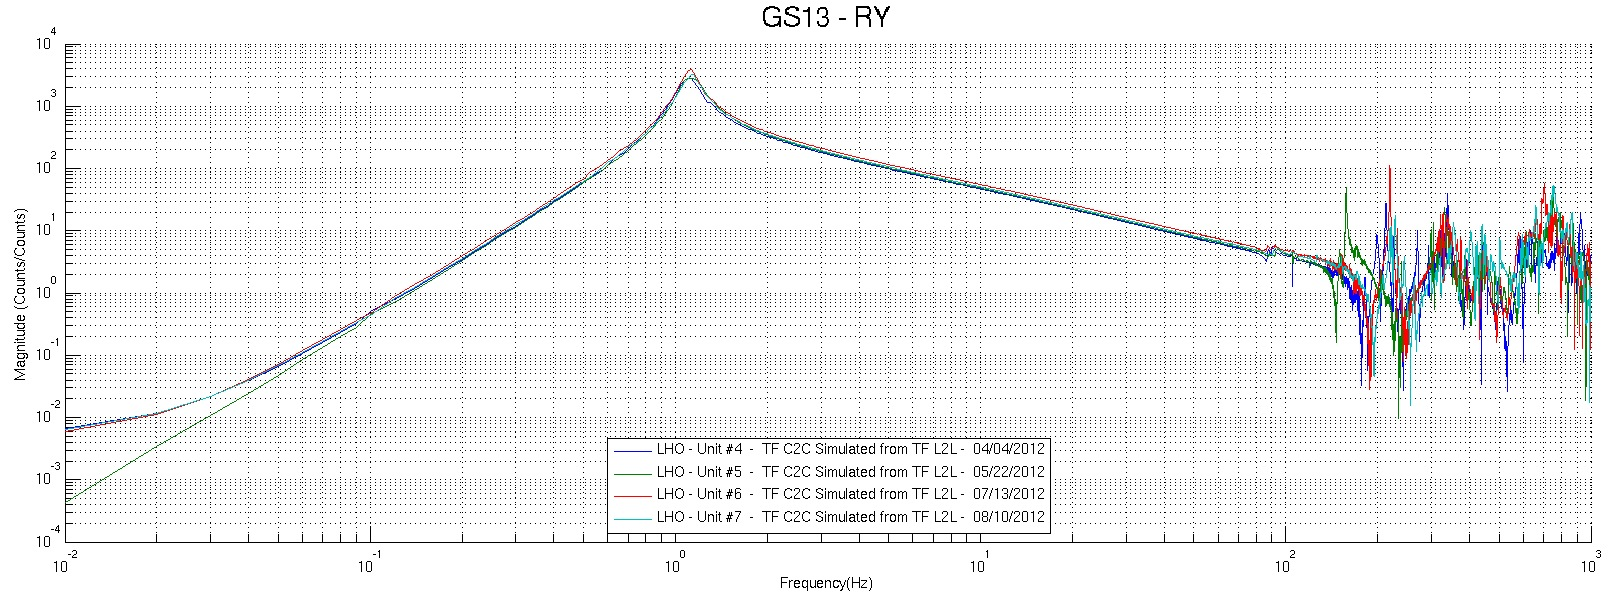 GS13 - RY
10^4
10^3
10^2
10^1
10^0
10^-1
10^-2
10^-3
10^-4
Magnitude (Counts/Counts)
LHO - Unit #4 - TF C2C Simulated from TF L2L - 04/04/2012
LHO - Unit #5 - TF C2C Simulated from TF L2L - 05/22/2012
LHO - Unit #6 - TF C2C Simulated from TF L2L - 07/13/2012
LHO - Unit #7 - TF C2C Simulated from TF L2L - 08/10/2012
10^-2 10^-1 10^0 10^1 10^2 10^3
Frequency(Hz)